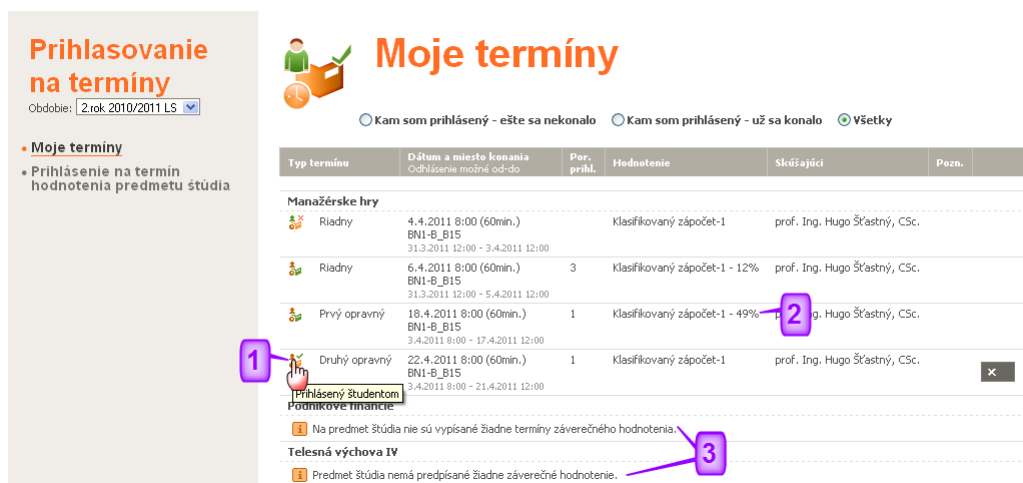 Prihlasovanie
na termíny
Obdobie: 2.rok 2010/2011 LS
Moje termíny
Prihlásenie na termín
hodnotenia predmetu štúdia
Moje termíny
Kam som prihlásený - ešte sa nekonalo Kam som prihlásený - už sa konalo Všetky
Typ termínu Dátum a miesto konania Por. Hodnotenie Skúšajúci Pozn.
Odhlásenie možné od-do prihl.
Manažérske hry
Riadny 4.4.2011 8:00 (60min.) Klasifikovaný zápočet-1 prof. Ing. Hugo Šťastný, CSc.
BN1-B_B15
31.3.2011 12:00 - 3.4.2011 12:00
Riadny 6.4.2011 8:00 (60min.) 3 Klasifikovaný zápočet-1 - 12% prof. Ing. Hugo Šťastný, CSc.
BN1-B_B15
31.3.2011 12:00 - 5.4.2011 12:00
Prvý opravný 18.4.2011 8:00 (60min.) 1 Klasifikovaný zápočet-1 - 49% 2 Ing. Hugo Šťastný, CSc.
BN1-B_B15
3.4.2011 8:00 - 17.4.2011 12:00
1 Druhý opravný 22.4.2011 8:00 (60min.) 1 Klasifikovaný zápočet-1 prof. Ing. Hugo Šťastný, CSc.
BN1-B_B15
3.4.2011 8:00 - 21.4.2011 12:00
Prihlásený študentom
Podnikové financie
Na predmet štúdia nie sú vypísané žiadne termíny záverečného hodnotenia.
3
Telesná výchova IV
Predmet štúdia nemá predpísané žiadne záverečné hodnotenie.